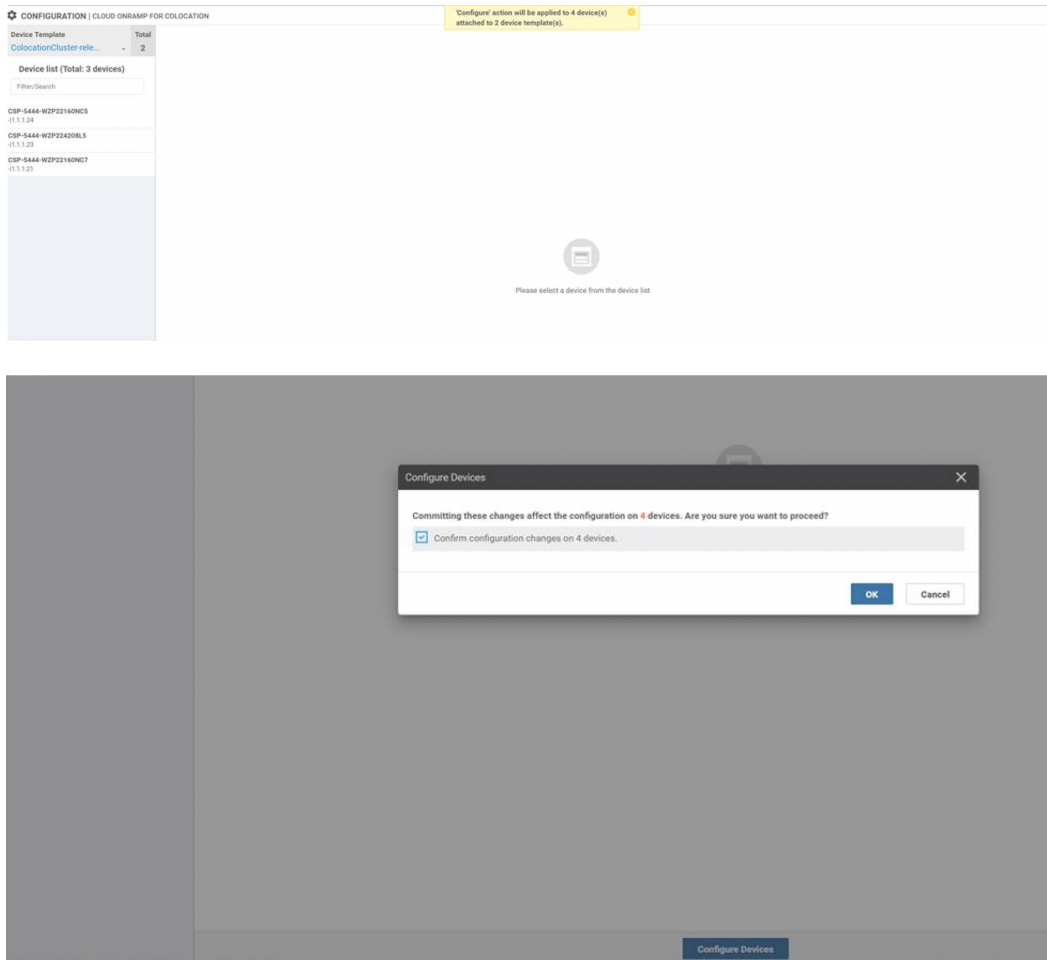 CONFIGURATION | CLOUD ONRAMP FOR COLOCATION
'Configure' action will be applied to 4 device(s)
attached to 2 device template(s).
Device Template Total
ColocationCluster-rele... 2
Device list (Total: 3 devices)
Filter/Search
CSP-5444-WZP22160NC5
-|1.1.1.24
CSP-5444-WZP224208L5
-|1.1.1.23
CSP-5444-WZP22160NC7
-|1.1.1.21
Please select a device from the device list
Configure Devices
Committing these changes affect the configuration on 4 devices. Are you sure you want to proceed?
Confirm configuration changes on 4 devices.
OK Cancel
Configure Devices